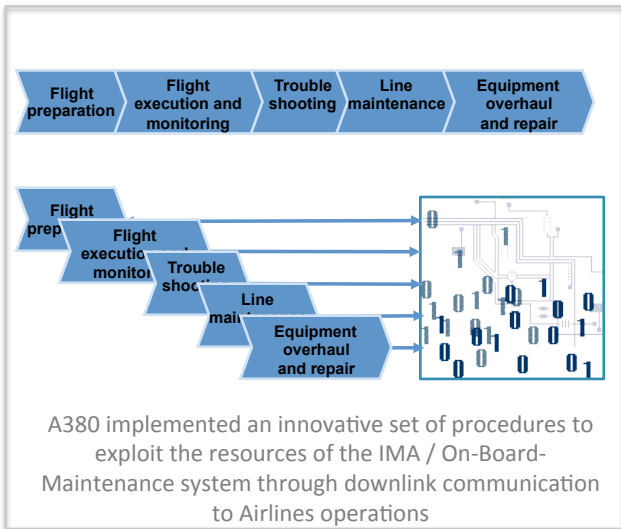 Flight
preparation
Flight
execution and
monitoring
Trouble
shooting
Line
maintenance
Equipment
overhaul
and repair
Flight
Flight
Trouble
Line
Equipment
overhaul
and repair
A380 implemented an innovative set of procedures to
exploit the resources of the IMA / On-Board-
Maintenance system through downlink communication
to Airlines operations